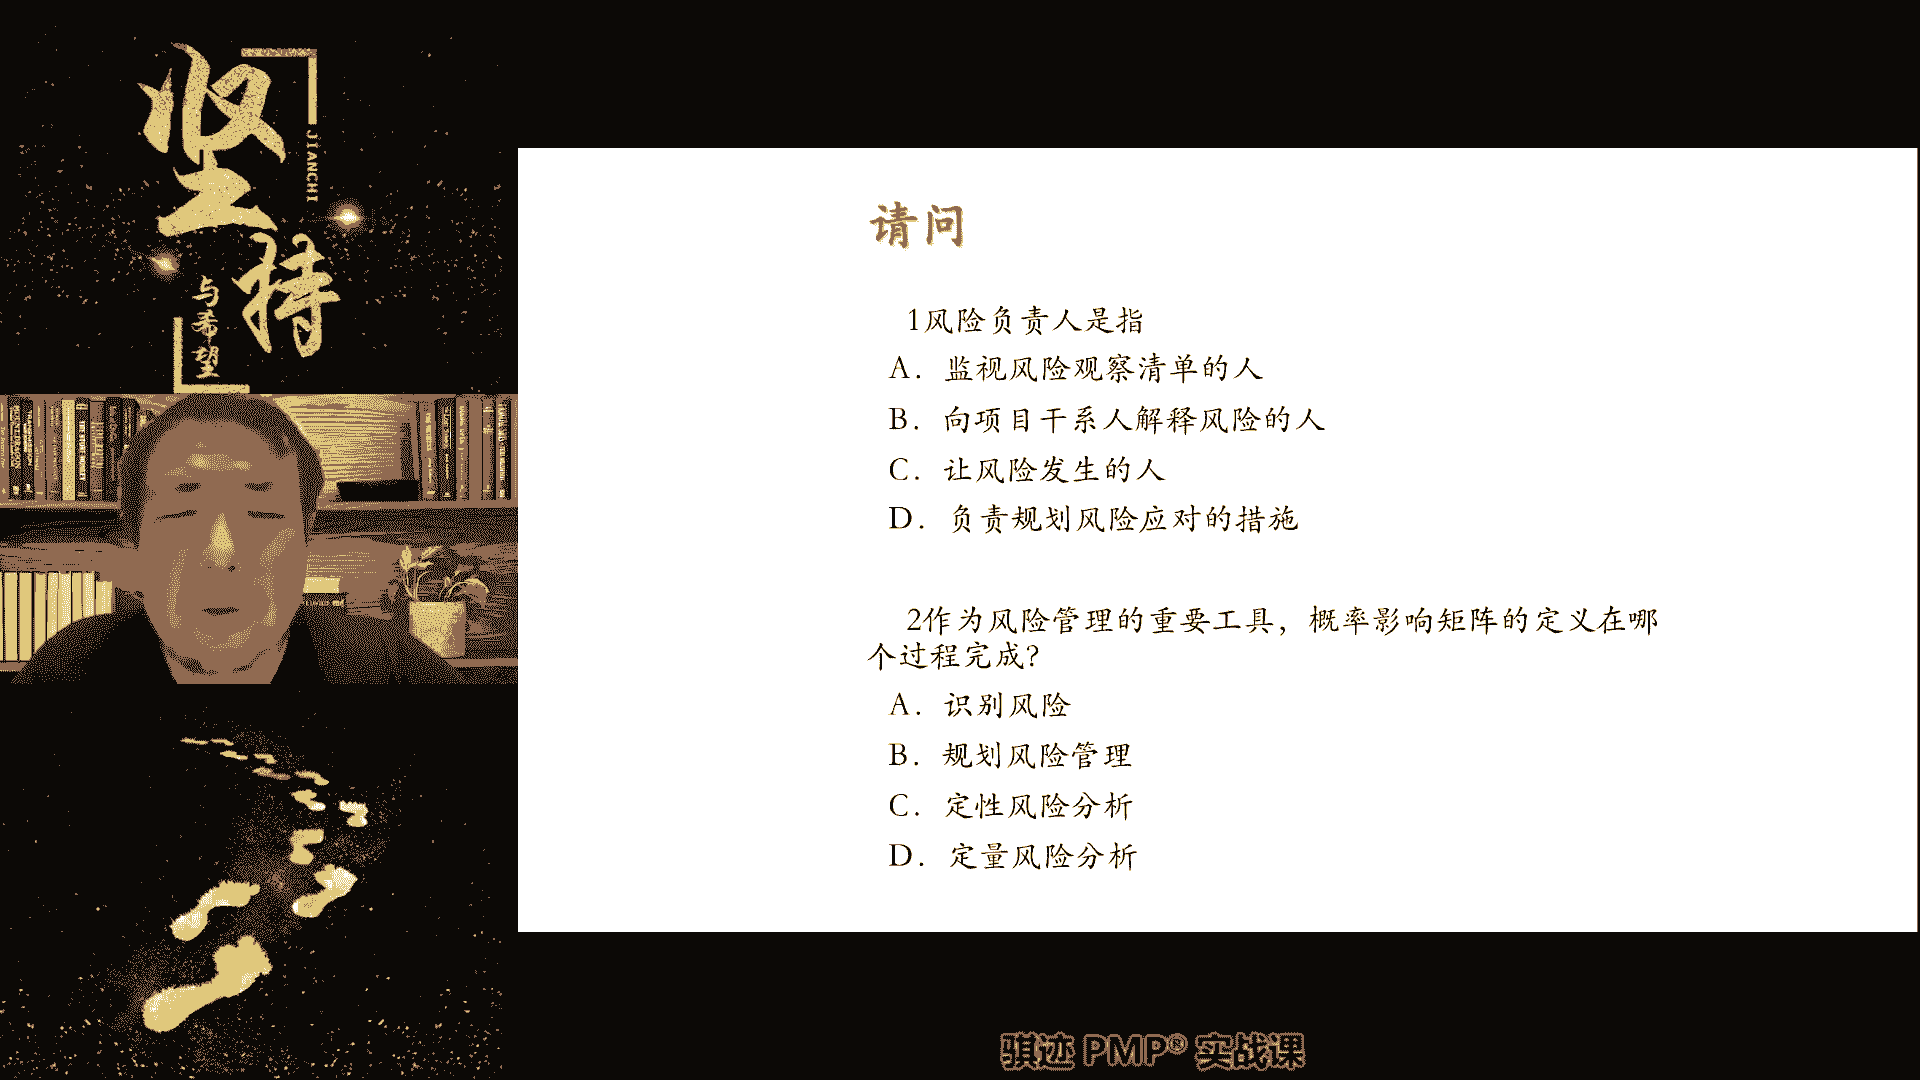 坚持
JIANCHI
与希望
请问
1风险负责人是指
A. 监视风险观察清单的人
B. 向项目干系人解释风险的人
C. 让风险发生的人
D. 负责规划风险应对的措施
2作为风险管理的重要工具，概率影响矩阵的定义在哪
个过程完成？
A. 识别风险
B. 规划风险管理
C. 定性风险分析
D. 定量风险分析
骐迹 PMP® 实战课